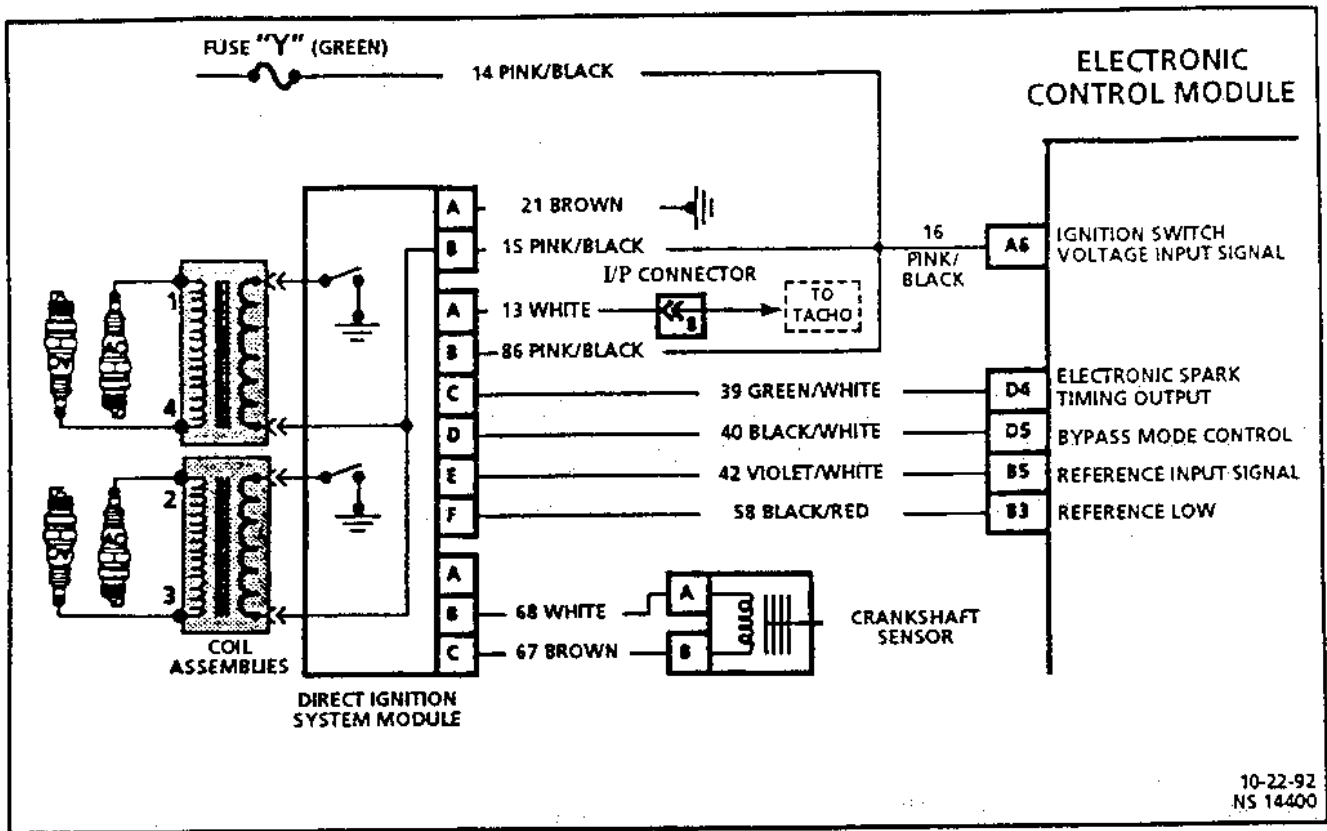 FUSE "Y" (GREEN)
14 PINK/BLACK
ELECTRONIC
CONTROL MODULE
A
21 BROWN
B
15 PINK/BLACK
16
PINK/
BLACK
A6
IGNITION SWITCH
VOLTAGE INPUT SIGNAL
I/P CONNECTOR
A
13 WHITE
B
TO
TACHO
B
86 PINK/BLACK
C
39 GREEN/WHITE
D4
ELECTRONIC SPARK
TIMING OUTPUT
D
40 BLACK/WHITE
D5
BYPASS MODE CONTROL
E
42 VIOLET/WHITE
B5
REFERENCE INPUT SIGNAL
F
58 BLACK/RED
B3
REFERENCE LOW
1
4
2
3
COIL
ASSEMBLIES
A
B
68 WHITE
A
C
67 BROWN
B
CRANKSHAFT
SENSOR
DIRECT IGNITION
SYSTEM MODULE
10-22-92
NS 14400